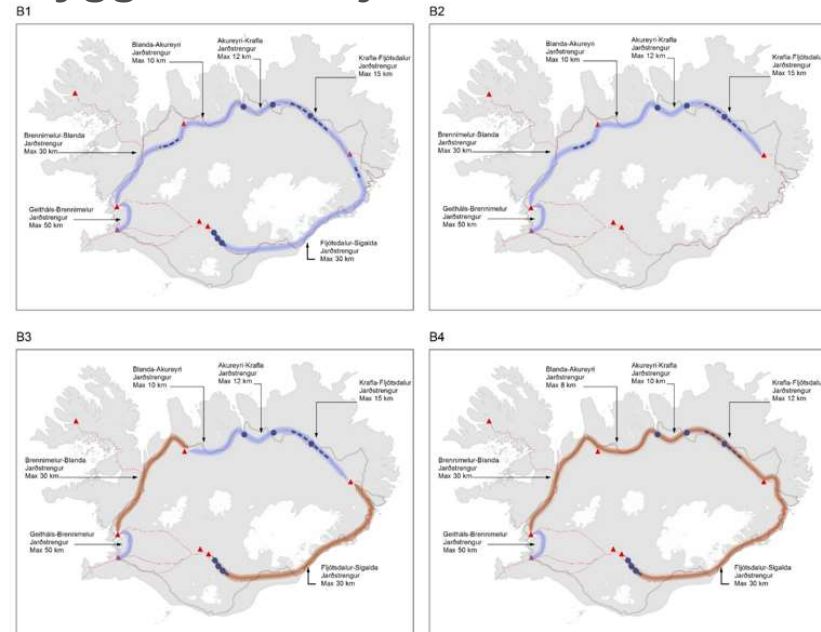 B1
Blanda-Akureyri
Jarðstrengur
Max 10 km
Akureyri-Krafla
Jarðstrengur
Max 12 km
Krafla-Fljótsdalur
Jarðstrengur
Max 15 km
Brennimelur-Blanda
Jarðstrengur
Max 30 km
Geitháls-Brennimelur
Jarðstrengur
Max 50 km
Fljótsdalur-Sigalda
Jarðstrengur
Max 30 km
B2
Blanda-Akureyri
Jarðstrengur
Max 10 km
Akureyri-Krafla
Jarðstrengur
Max 12 km
Krafla-Fljótsdalur
Jarðstrengur
Max 15 km
Brennimelur-Blanda
Jarðstrengur
Max 30 km
Geitháls-Brennimelur
Jarðstrengur
Max 50 km
B3
Blanda-Akureyri
Jarðstrengur
Max 10 km
Akureyri-Krafla
Jarðstrengur
Max 12 km
Krafla-Fljótsdalur
Jarðstrengur
Max 15 km
Brennimelur-Blanda
Jarðstrengur
Max 30 km
Geitháls-Brennimelur
Jarðstrengur
Max 50 km
Fljótsdalur-Sigalda
Jarðstrengur
Max 30 km
B4
Blanda-Akureyri
Jarðstrengur
Max 8 km
Akureyri-Krafla
Jarðstrengur
Max 10 km
Krafla-Fljótsdalur
Jarðstrengur
Max 12 km
Brennimelur-Blanda
Jarðstrengur
Max 30 km
Geitháls-Brennimelur
Jarðstrengur
Max 50 km
Fljótsdalur-Sigalda
Jarðstrengur
Max 30 km